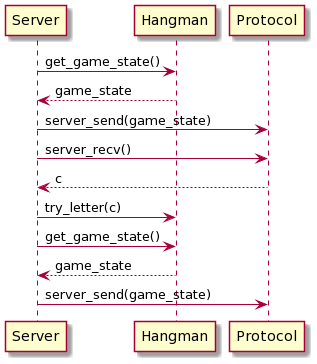 Server Hangman Protocol
get_game_state()
game_state
server_send(game_state)
server_recv()
c
try_letter(c)
get_game_state()
game_state
server_send(game_state)
Server Hangman Protocol